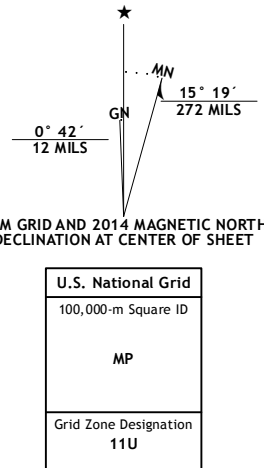 ★
MN
GN
15° 19´
272 MILS
0° 42´
12 MILS
M GRID AND 2014 MAGNETIC NORTH
DECLINATION AT CENTER OF SHEET
U.S. National Grid
100,000-m Square ID
MP
Grid Zone Designation
11U